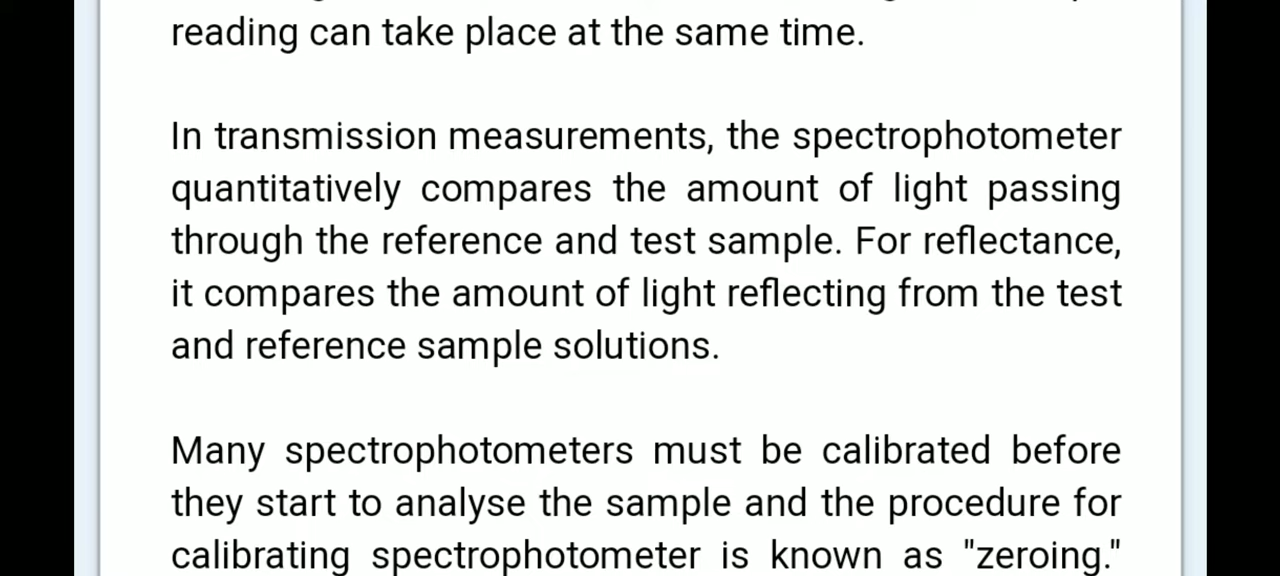 reading can take place at the same time.
In transmission measurements, the spectrophotometer
quantitatively compares the amount of light passing
through the reference and test sample. For reflectance,
it compares the amount of light reflecting from the test
and reference sample solutions.
Many spectrophotometers must be calibrated before
they start to analyse the sample and the procedure for
calibrating spectrophotometer is known as "zeroing."